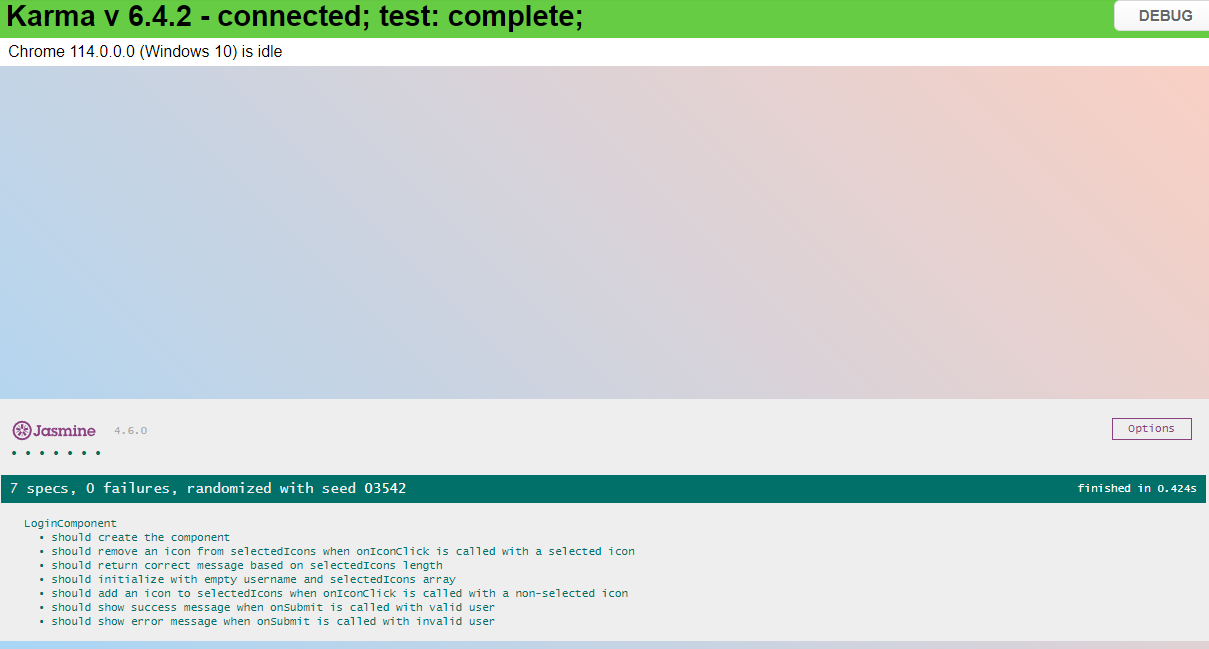 Karma v 6.4.2 - connected; test: complete;
DEBUG
Chrome 114.0.0.0 (Windows 10) is idle
Jasmine 4.6.0
Options
7 specs, 0 failures, randomized with seed 03542
finished in 0.424s
LoginComponent
• should create the component
• should remove an icon from selectedIcons when onIconClick is called with a selected icon
• should return correct message based on selectedIcons length
• should initialize with empty username and selectedIcons array
• should add an icon to selectedIcons when onIconClick is called with a non-selected icon
• should show success message when onSubmit is called with valid user
• should show error message when onSubmit is called with invalid user